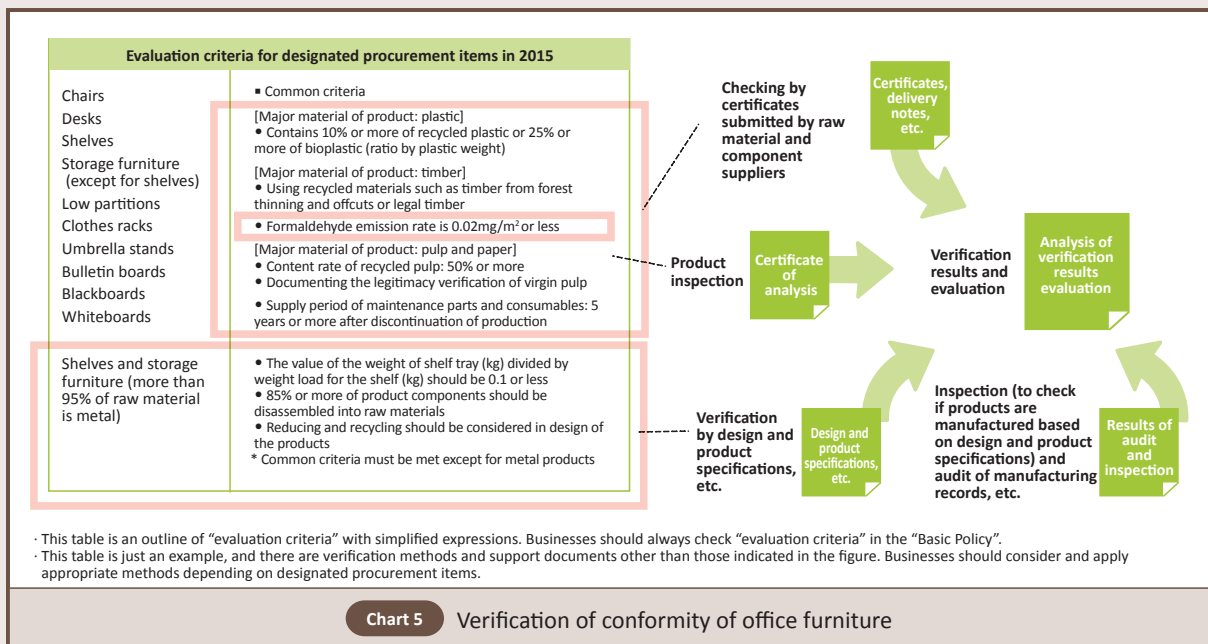 Evaluation criteria for designated procurement items in 2015
Chairs
Desks
Shelves
Storage furniture
(except for shelves)
Low partitions
Clothes racks
Umbrella stands
Bulletin boards
Blackboards
Whiteboards
▪ Common criteria
[Major material of product: plastic]
● Contains 10% or more of recycled plastic or 25% or
more of bioplastic (ratio by plastic weight)
[Major material of product: timber]
● Using recycled materials such as timber from forest
thinning and offcuts or legal timber
● Formaldehyde emission rate is 0.02mg/m² or less
[Major material of product: pulp and paper]
● Content rate of recycled pulp: 50% or more
● Documenting the legitimacy verification of virgin pulp
● Supply period of maintenance parts and consumables: 5
years or more after discontinuation of production
Shelves and storage
furniture (more than
95% of raw material
is metal)
● The value of the weight of shelf tray (kg) divided by
weight load for the shelf (kg) should be 0.1 or less
● 85% or more of product components should be
disassembled into raw materials
● Reducing and recycling should be considered in design of
the products
* Common criteria must be met except for metal products
Checking by
certificates
submitted by raw
material and
component
suppliers
Certificates,
delivery
notes,
etc.
Product
inspection
Certificate
of
analysis
Verification
results and
evaluation
Analysis of
verification
results
evaluation
Verification
by design and
product
specifications,
etc.
Design and
product
specifications,
etc.
Inspection (to check
if products are
manufactured based
on design and product
specifications) and
audit of manufacturing
records, etc.
Results of
audit
and
inspection
· This table is an outline of “evaluation criteria” with simplified expressions. Businesses should always check “evaluation criteria” in the “Basic Policy”.
· This table is just an example, and there are verification methods and support documents other than those indicated in the figure. Businesses should consider and apply
appropriate methods depending on designated procurement items.
Chart 5 Verification of conformity of office furniture